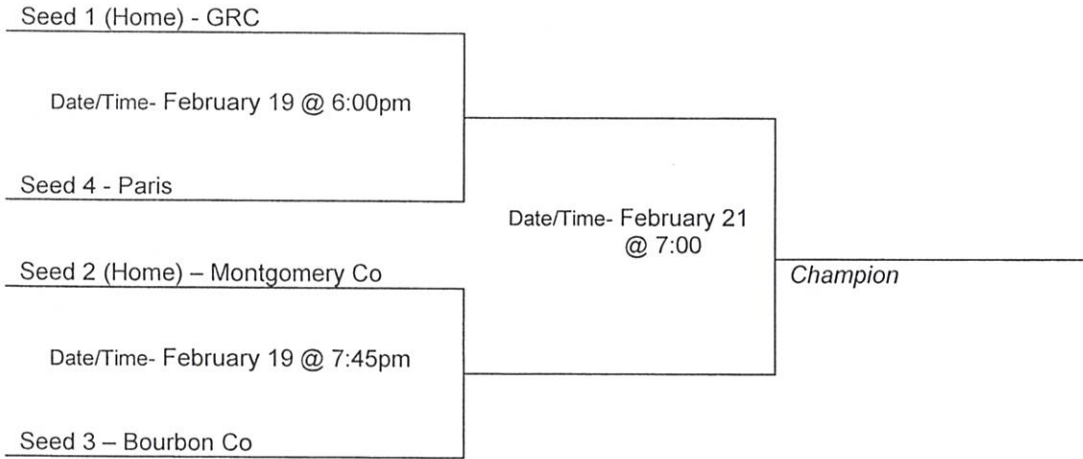 Seed 1 (Home) - GRC
Date/Time- February 19 @ 6:00pm
Seed 4 - Paris
Date/Time- February 21
@ 7:00
Seed 2 (Home) – Montgomery Co
Champion
Date/Time- February 19 @ 7:45pm
Seed 3 – Bourbon Co